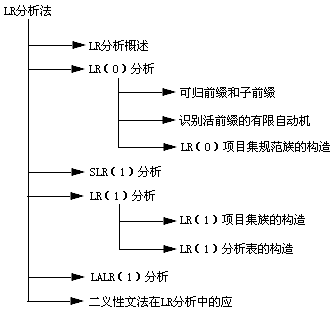 LR分析法
LR分析概述
LR(0)分析
可归前缀和子前缀
识别活前缀的有限自动机
LR(0)项目集规范族的构造
SLR(1)分析
LR(1)分析
LR(1)项目集族的构造
LR(1)分析表的构造
LALR(1)分析
二义性文法在LR分析中的应